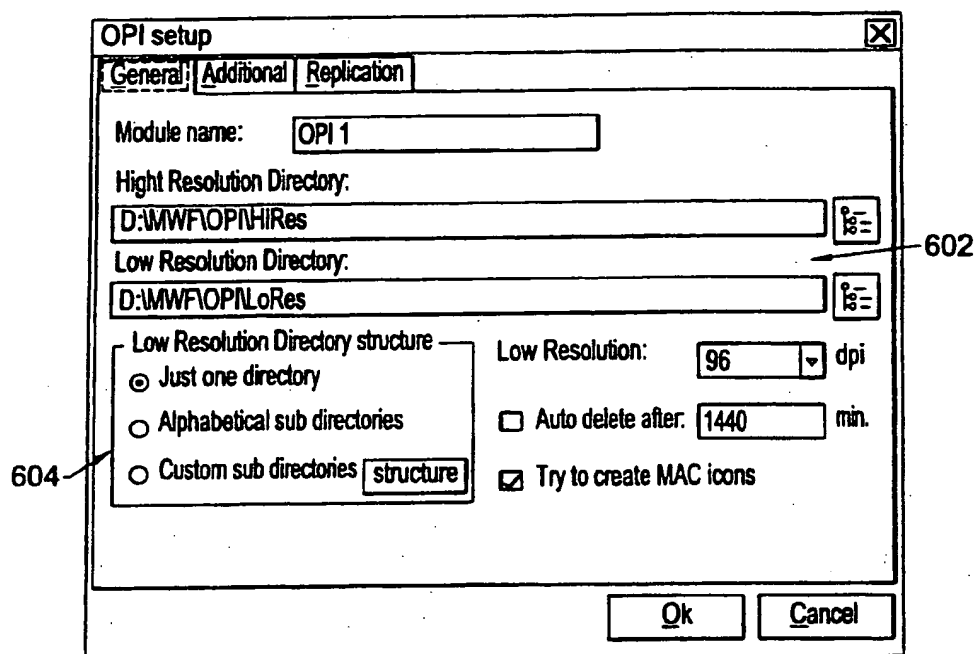 OPI setup
General Additional Replication
Module name: OPI 1
Hight Resolution Directory:
D:\MWF\OPI\HiRes
602
Low Resolution Directory:
D:\MWF\OPI\LoRes
Low Resolution Directory structure
Low Resolution: 96 dpi
Just one directory
Alphabetical sub directories
Auto delete after: 1440 min.
604
Custom sub directories structure
Try to create MAC icons
Ok Cancel